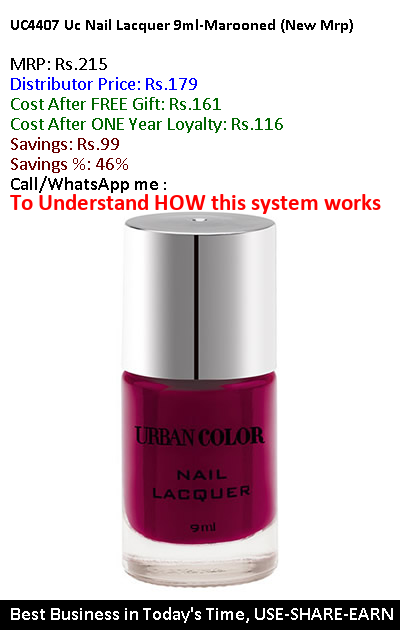 UC4407 Uc Nail Lacquer 9ml-Marooned (New Mrp)
MRP: Rs.215
Distributor Price: Rs.179
Cost After FREE Gift: Rs.161
Cost After ONE Year Loyalty: Rs.116
Savings: Rs.99
Savings %: 46%
Call/WhatsApp me :
To Understand HOW this system works
URBAN COLOR
NAIL
LACQUER
9ml
Best Business in Today's Time, USE-SHARE-EARN